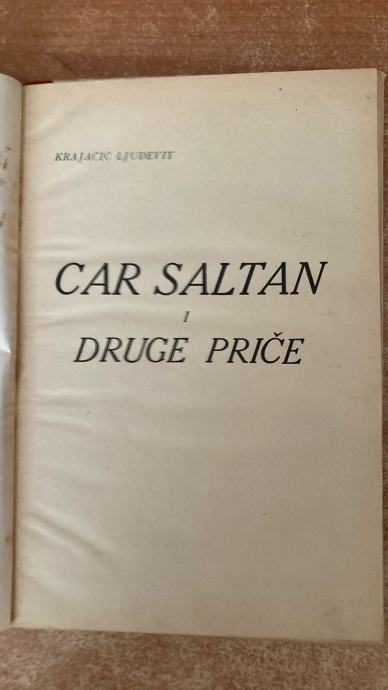 KRAJAČIĆ LJUDEVIT
CAR SALTAN
I
DRUGE PRIČE